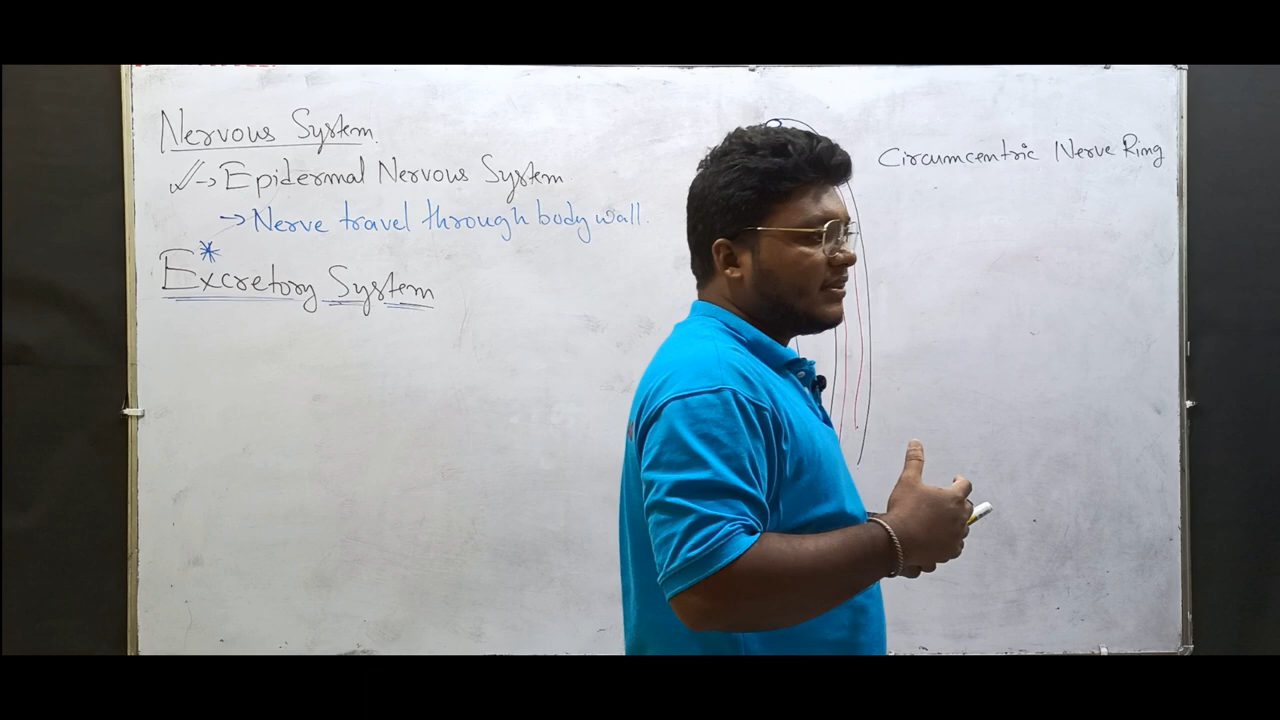 Nervous System
→ Epidermal Nervous System
→ Nerve travel through body wall.
Excretory System
Circumcentric Nerve Ring